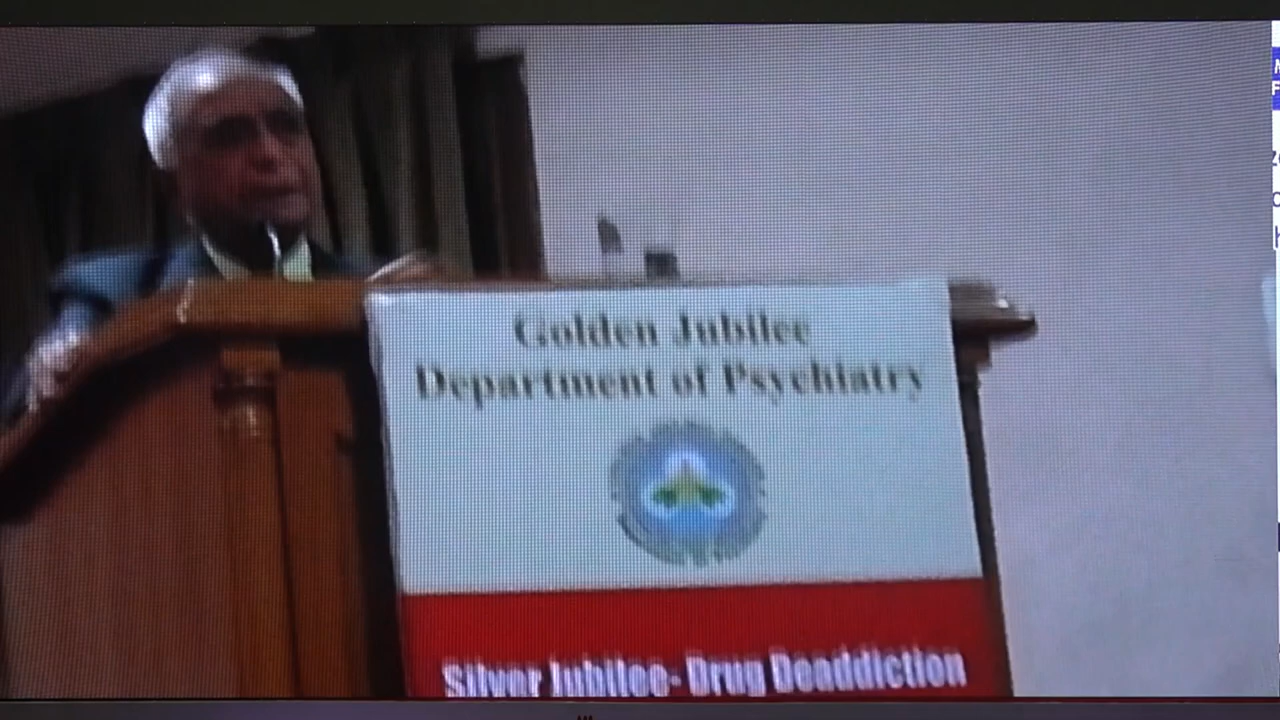 Golden Jubilee
Department of Psychiatry
Silver Jubilee- Drug Deaddiction